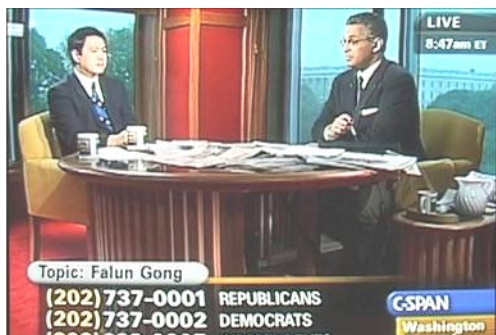 LIVE
8:47am ET
Topic: Falun Gong
(202)737-0001 REPUBLICANS
(202)737-0002 DEMOCRATS
C-SPAN
Washington